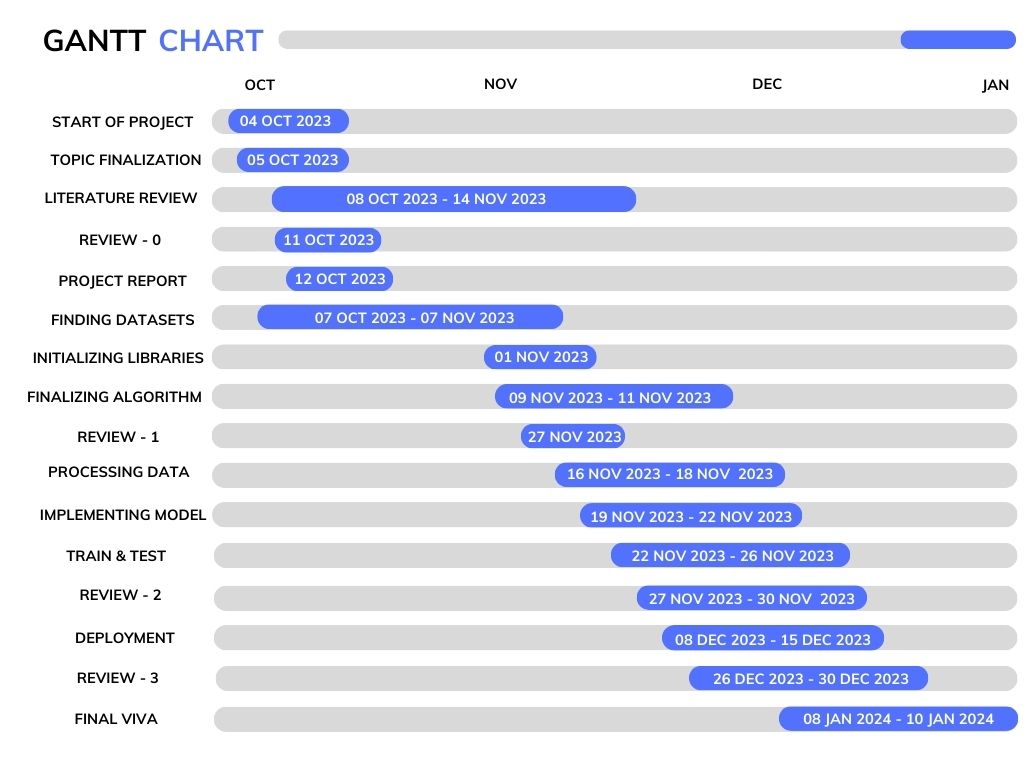 GANTT CHART
OCT NOV DEC JAN
START OF PROJECT 04 OCT 2023
TOPIC FINALIZATION 05 OCT 2023
LITERATURE REVIEW 08 OCT 2023 - 14 NOV 2023
REVIEW - 0 11 OCT 2023
PROJECT REPORT 12 OCT 2023
FINDING DATASETS 07 OCT 2023 - 07 NOV 2023
INITIALIZING LIBRARIES 01 NOV 2023
FINALIZING ALGORITHM 09 NOV 2023 - 11 NOV 2023
REVIEW - 1 27 NOV 2023
PROCESSING DATA 16 NOV 2023 - 18 NOV 2023
IMPLEMENTING MODEL 19 NOV 2023 - 22 NOV 2023
TRAIN & TEST 22 NOV 2023 - 26 NOV 2023
REVIEW - 2 27 NOV 2023 - 30 NOV 2023
DEPLOYMENT 08 DEC 2023 - 15 DEC 2023
REVIEW - 3 26 DEC 2023 - 30 DEC 2023
FINAL VIVA 08 JAN 2024 - 10 JAN 2024